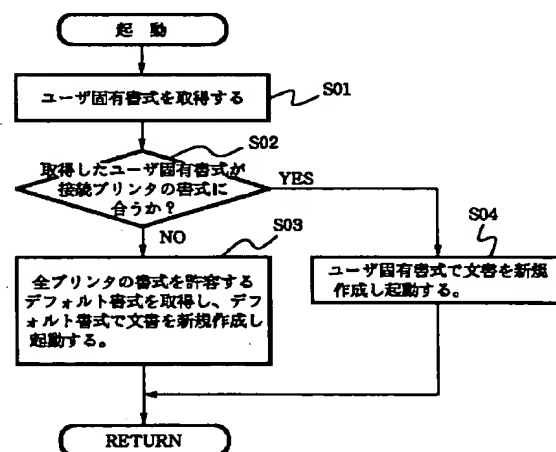 起 動
ユーザ固有書式を取得する
S01
S02
取得したユーザ固有書式が
接続プリンタの書式に
合うか?
YES
NO
S03
S04
全プリンタの書式を許容する
デフォルト書式を取得し、デフ
ォルト書式で文書を新規作成し
起動する。
ユーザ固有書式で文書を新規
作成し起動する。
RETURN